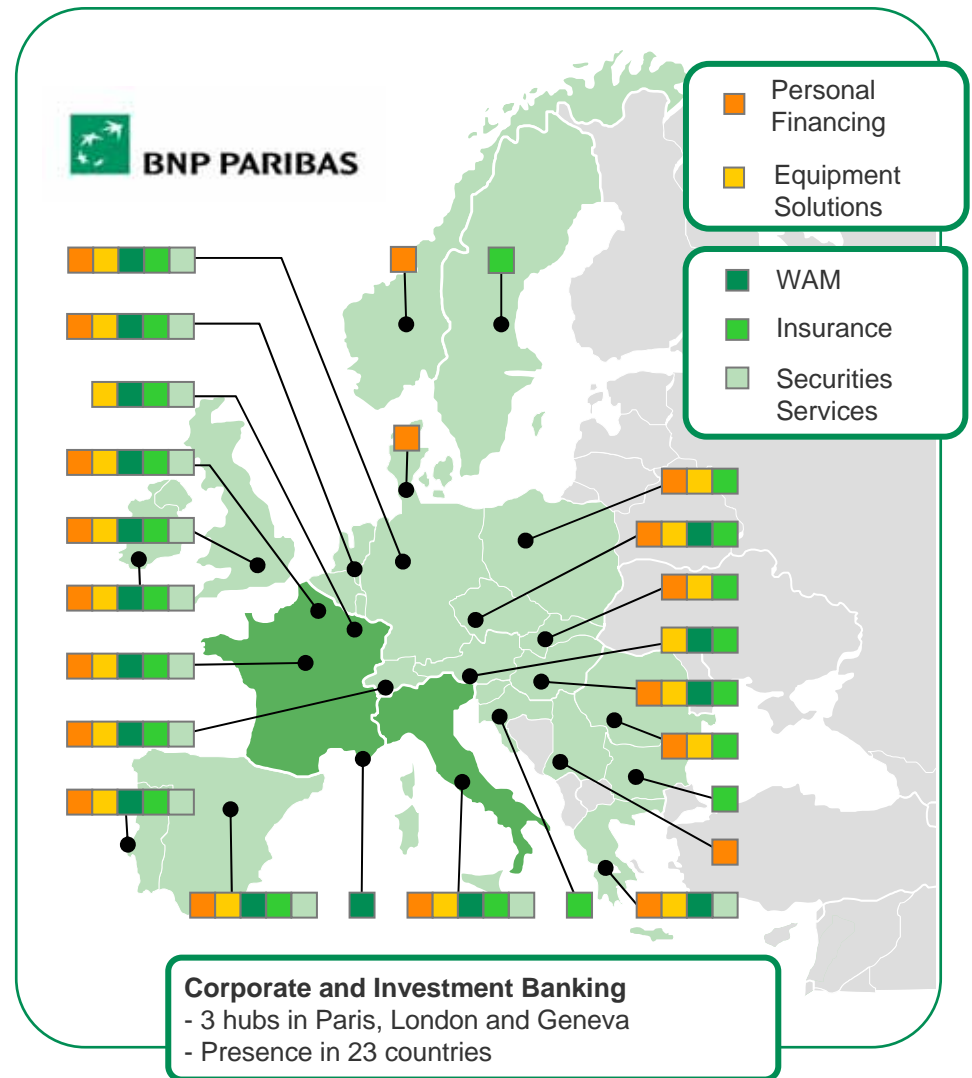 BNP PARIBAS
Personal
Financing
Equipment
Solutions
WAM
Insurance
Securities
Services
Corporate and Investment Banking
- 3 hubs in Paris, London and Geneva
- Presence in 23 countries